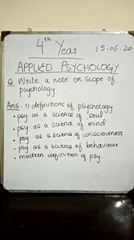 4th Year 15.06.20
APPLIED PSYCHOLOGY
Q Write a note on scope of
psychology.
Ans: 1) definitions of psychology
• psy as a science of soul
• psy as a science of mind
• psy. as a science of consciousness
• psy as a science of behaviour
• modern definition of psy.